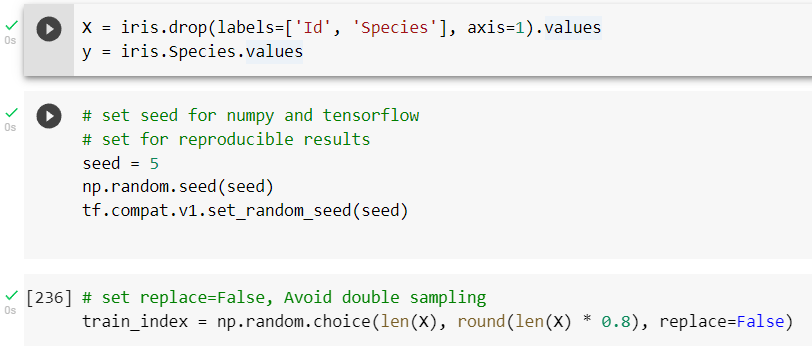 X = iris.drop(labels=['Id', 'Species'], axis=1).values
0s
y = iris.Species.values
# set seed for numpy and tensorflow
0s
# set for reproducible results
seed = 5
np.random.seed(seed)
tf.compat.v1.set_random_seed(seed)
[236] # set replace=False, Avoid double sampling
0s
train_index = np.random.choice(len(X), round(len(X) * 0.8), replace=False)